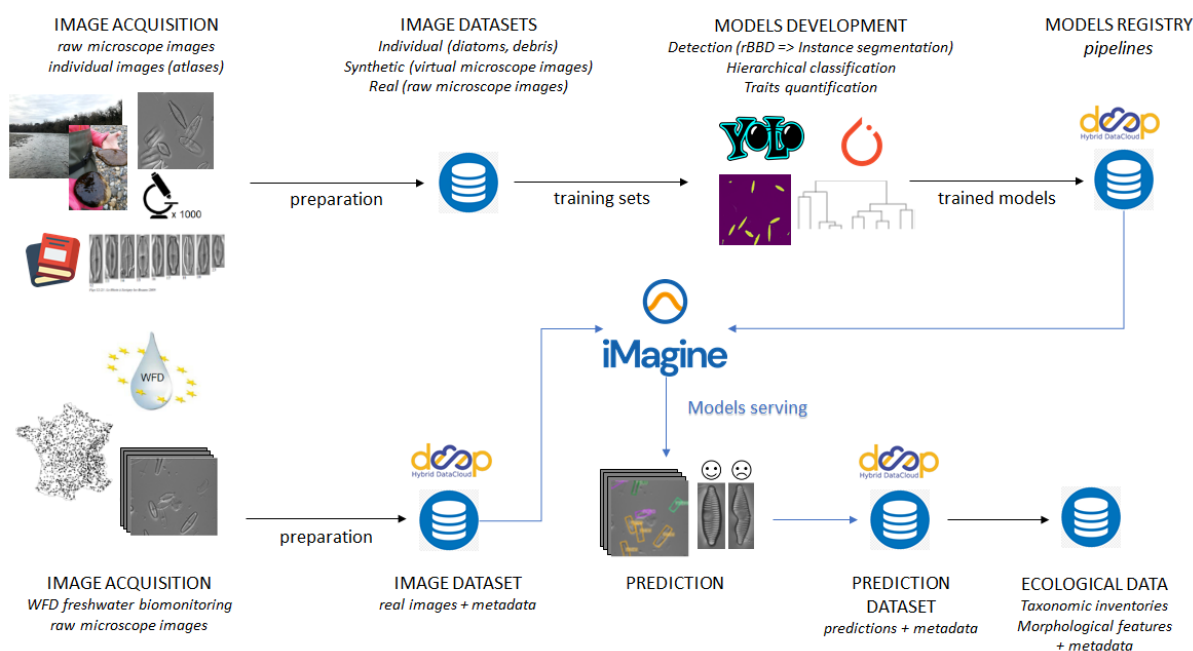 IMAGE ACQUISITION
raw microscope images
individual images (atlases)
IMAGE DATASETS
Individual (diatoms, debris)
Synthetic (virtual microscope images)
Real (raw microscope images)
MODELS DEVELOPMENT
Detection (rBBD => Instance segmentation)
Hierarchical classification
Traits quantification
MODELS REGISTRY
pipelines
YOLO
deep
Hybrid DataCloud
x 1000
preparation
training sets
trained models
iMagine
Models serving
WFD
deep
Hybrid DataCloud
deep
Hybrid DataCloud
preparation
IMAGE ACQUISITION
WFD freshwater biomonitoring
raw microscope images
IMAGE DATASET
real images + metadata
PREDICTION
PREDICTION
DATASET
predictions + metadata
ECOLOGICAL DATA
Taxonomic inventories
Morphological features
+ metadata